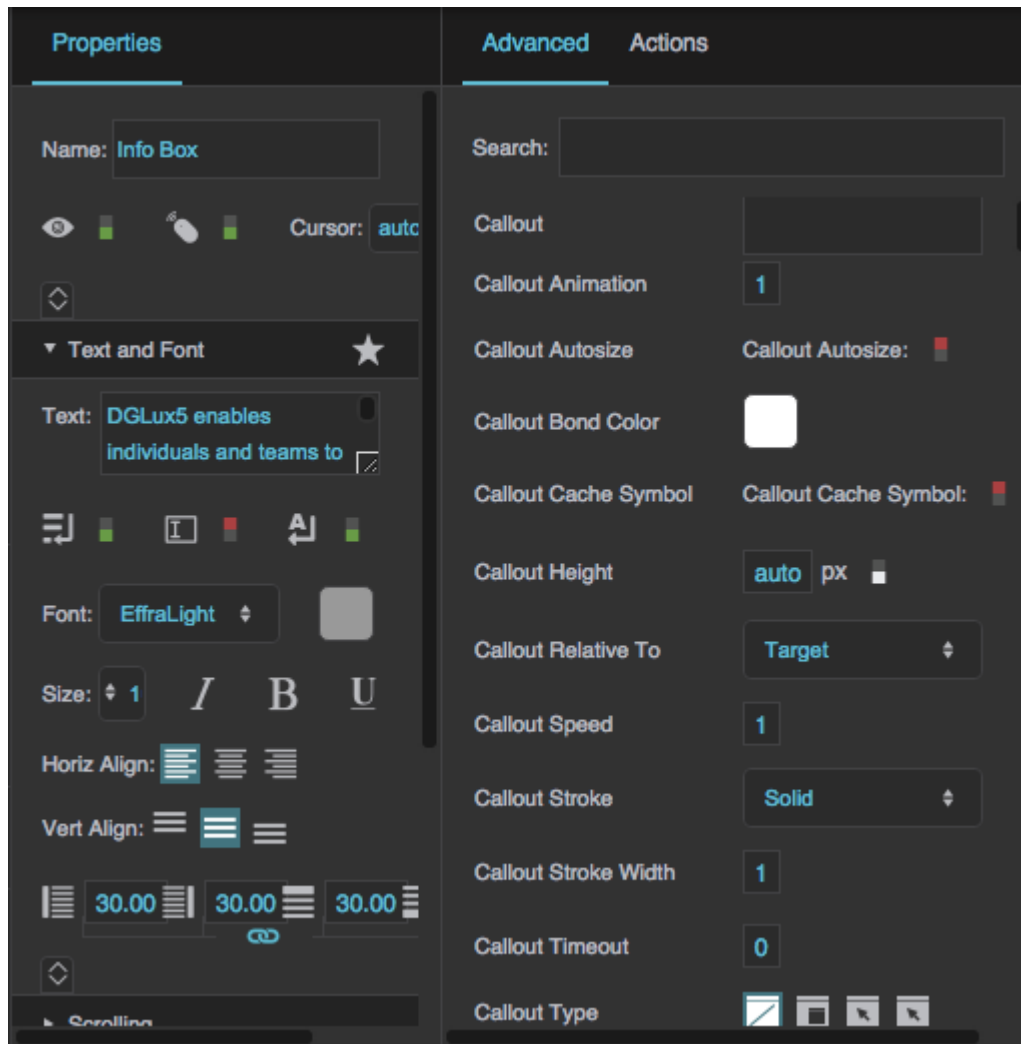 Properties
Name: Info Box
Cursor: auto
Text and Font
Text: DGLux5 enables
individuals and teams to
Font: EffraLight
Size: 1 I B U
Horiz Align:
Vert Align:
30.00 30.00 30.00
Advanced Actions
Search:
Callout
Callout Animation 1
Callout Autosize Callout Autosize:
Callout Bond Color
Callout Cache Symbol Callout Cache Symbol:
Callout Height auto px
Callout Relative To Target
Callout Speed 1
Callout Stroke Solid
Callout Stroke Width 1
Callout Timeout 0
Callout Type
Scrolling